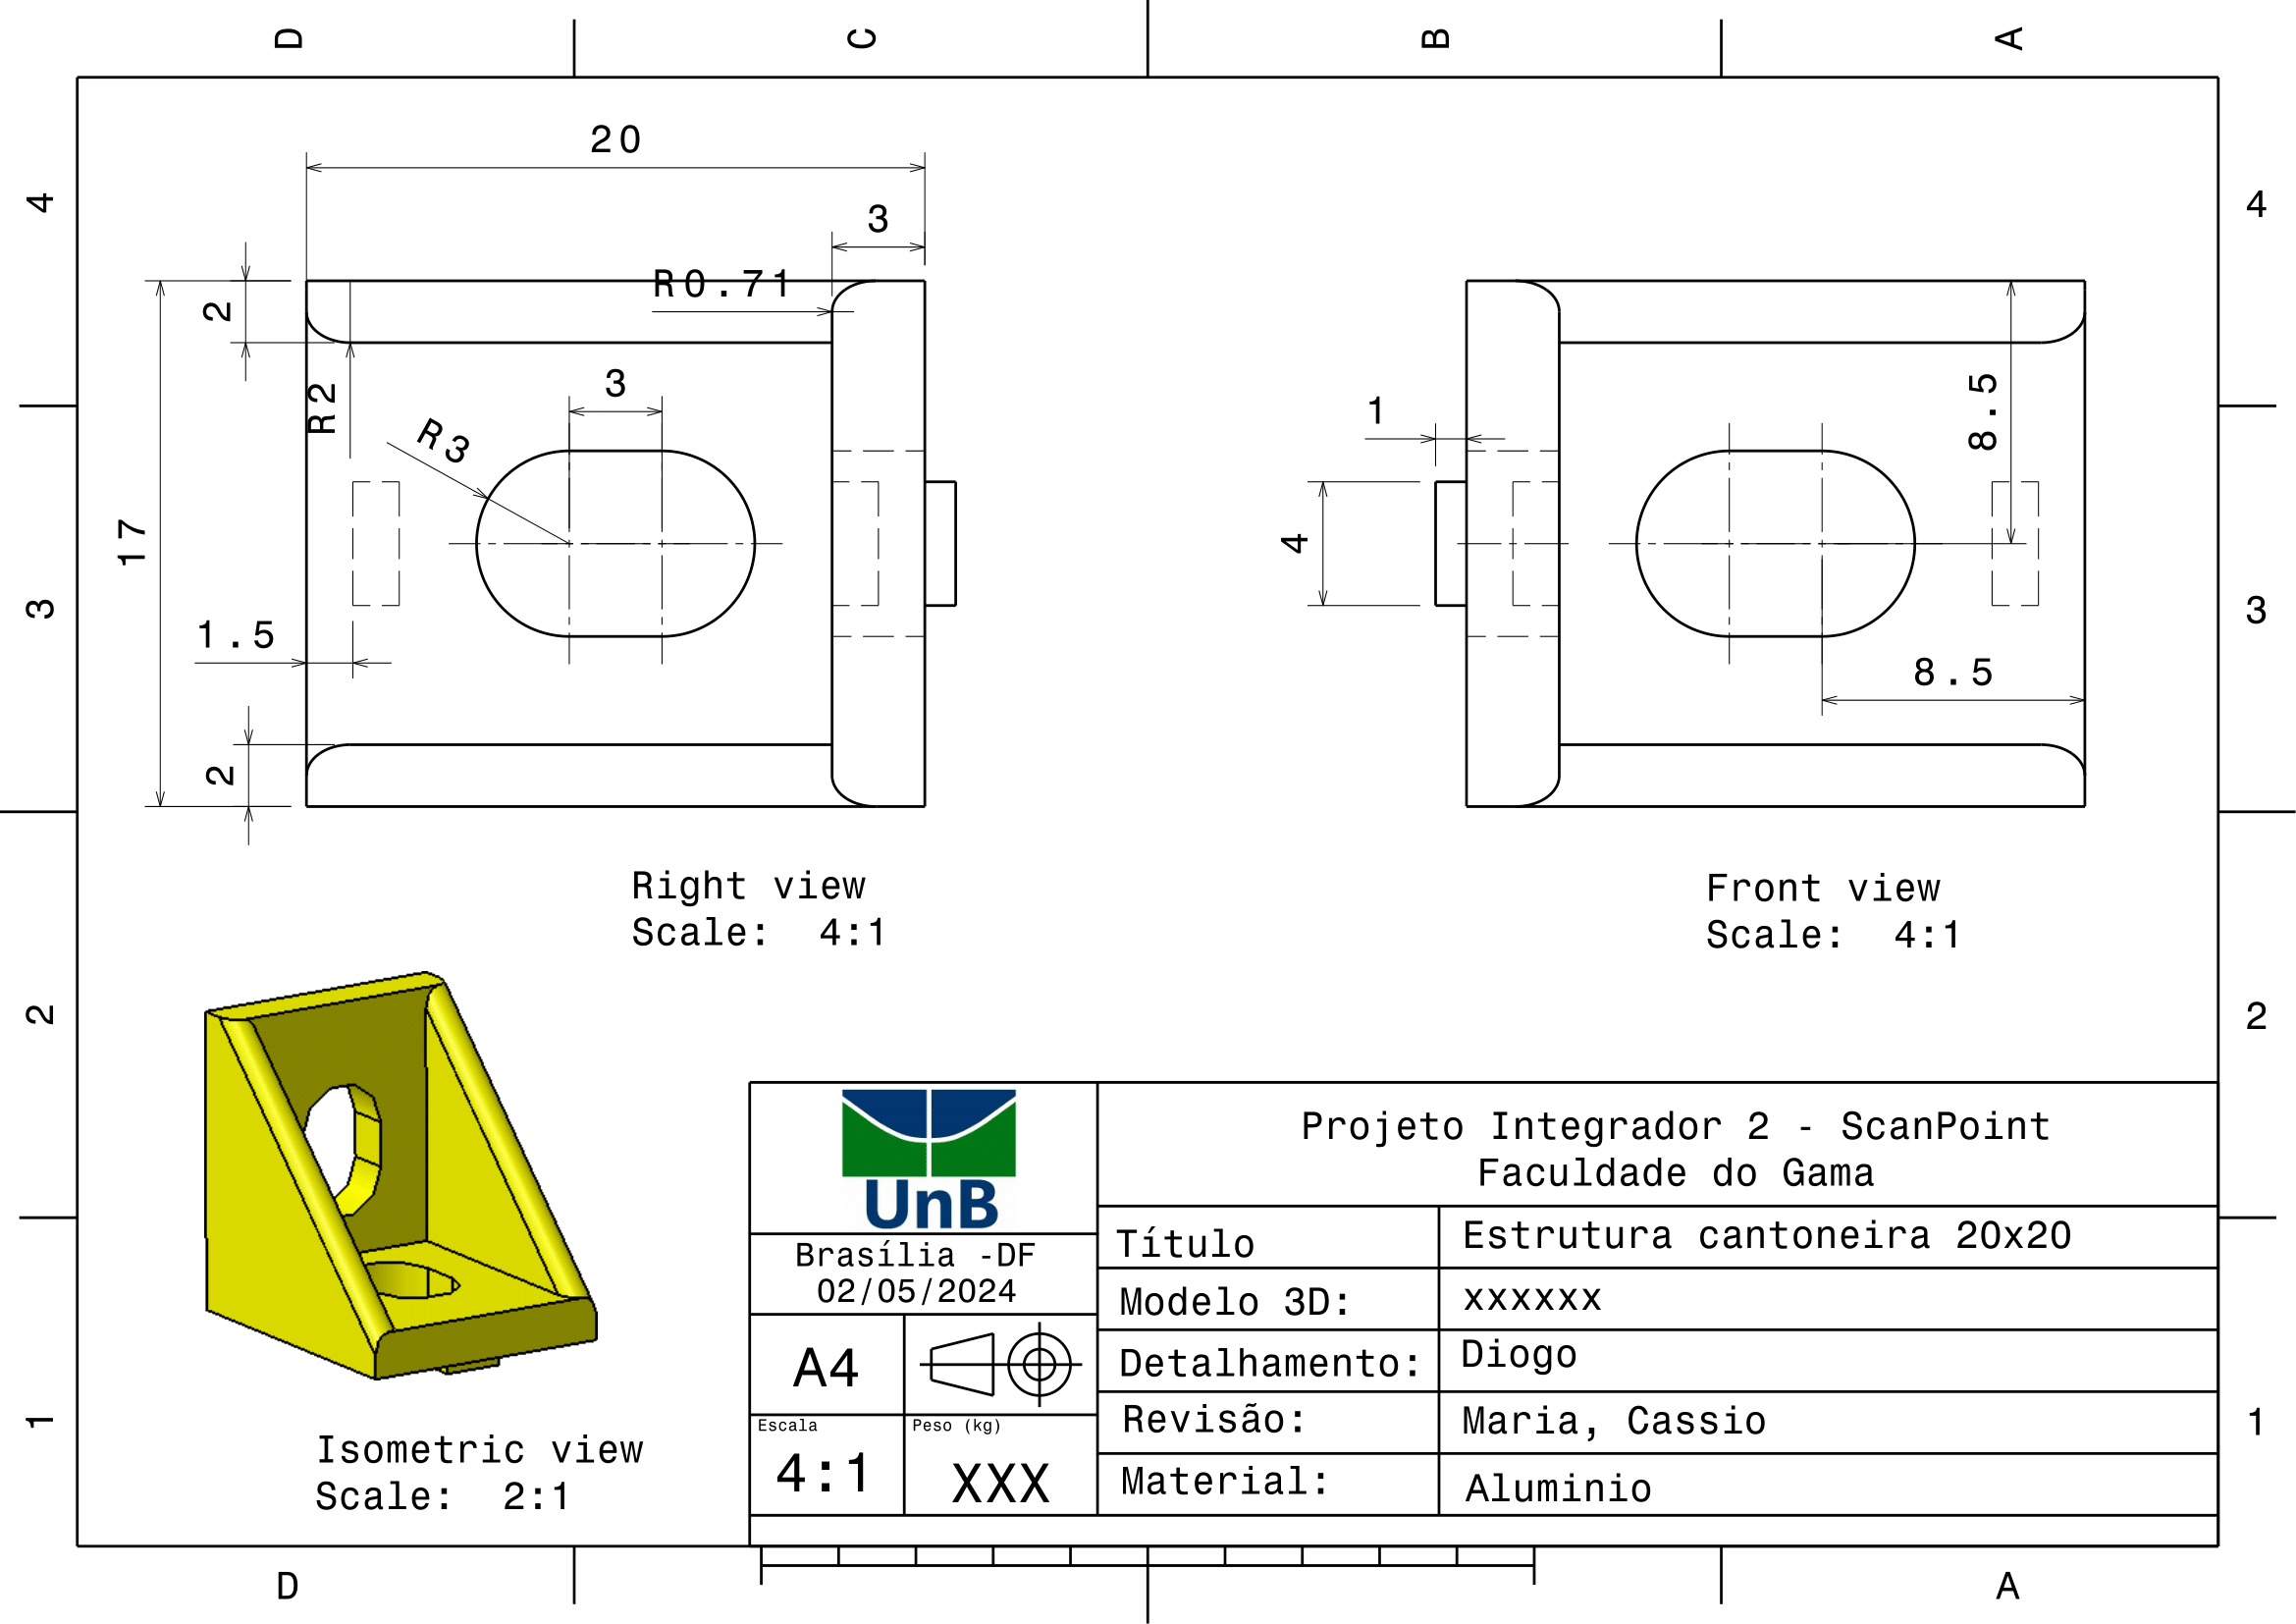 D C B A
4 4
3 3
2 2
1 1
20
3
R0.71
2
R2
3
R3
17
1.5
2
Right view
Scale: 4:1
1
4
8.5
8.5
Front view
Scale: 4:1
Isometric view
Scale: 2:1
UnB
Brasília -DF
02/05/2024
A4
Escala
4:1
Peso (kg)
XXX
Projeto Integrador 2 - ScanPoint
Faculdade do Gama
Título Estrutura cantoneira 20x20
Modelo 3D: xxxxxx
Detalhamento: Diogo
Revisão: Maria, Cassio
Material: Aluminio
D A